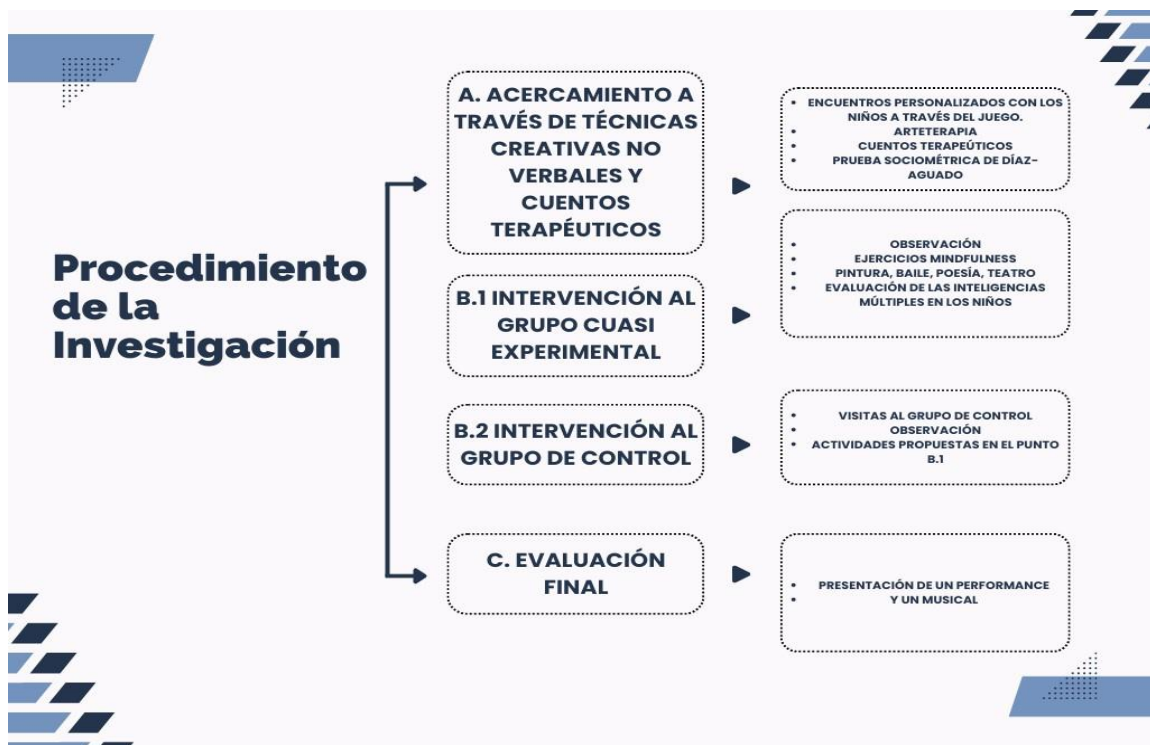 Procedimiento
de la
Investigación
A. ACERCAMIENTO A
TRAVÉS DE TÉCNICAS
CREATIVAS NO
VERBALES Y
CUENTOS
TERAPÉUTICOS
• ENCUENTROS PERSONALIZADOS CON LOS
NIÑOS A TRAVÉS DEL JUEGO.
• ARTETERAPIA
• CUENTOS TERAPEÚTICOS
• PRUEBA SOCIOMÉTRICA DE DÍAZ-
AGUADO
B.1 INTERVENCIÓN AL
GRUPO CUASI
EXPERIMENTAL
• OBSERVACIÓN
• EJERCICIOS MINDFULNESS
• PINTURA, BAILE, POESÍA, TEATRO
• EVALUACIÓN DE LAS INTELIGENCIAS
MÚLTIPLES EN LOS NIÑOS
B.2 INTERVENCIÓN AL
GRUPO DE CONTROL
• VISITAS AL GRUPO DE CONTROL
• OBSERVACIÓN
• ACTIVIDADES PROPUESTAS EN EL PUNTO
B.1
C. EVALUACIÓN
FINAL
• PRESENTACIÓN DE UN PERFORMANCE
• Y UN MUSICAL